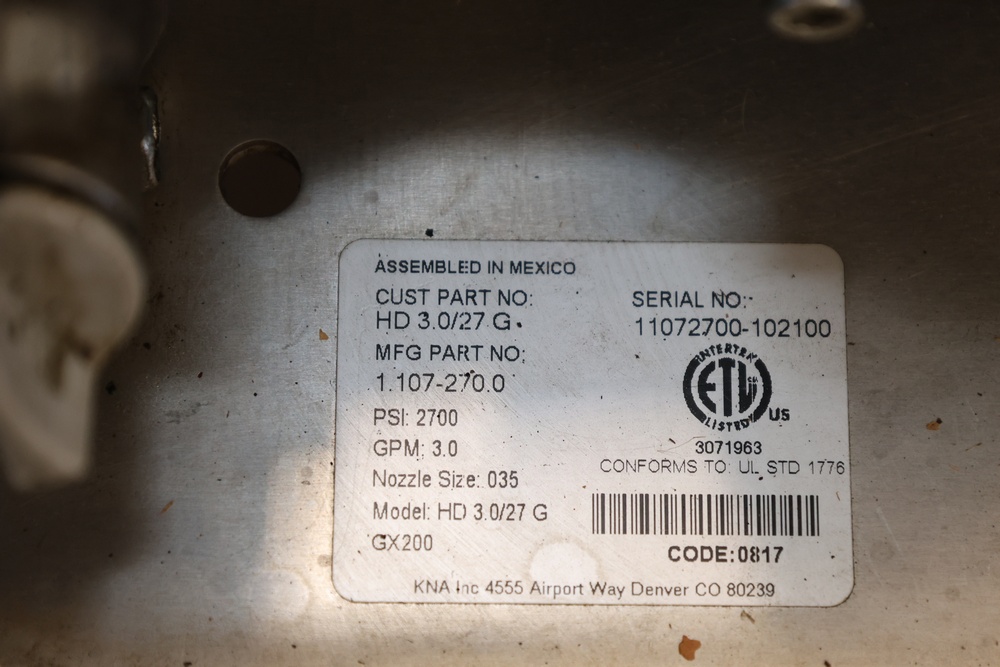 ASSEMBLED IN MEXICO
CUST PART NO:
HD 3.0/27 G
MFG PART NO:
1.107-270.0
PSI: 2700
GPM: 3.0
Nozzle Size: 035
Model: HD 3.0/27 G
GX200
SERIAL NO:
11072700-102100
INTERTEK
ETL
LISTED
US
3071963
CONFORMS TO: UL STD 1776
CODE:0817
KNA Inc 4555 Airport Way Denver CO 80239